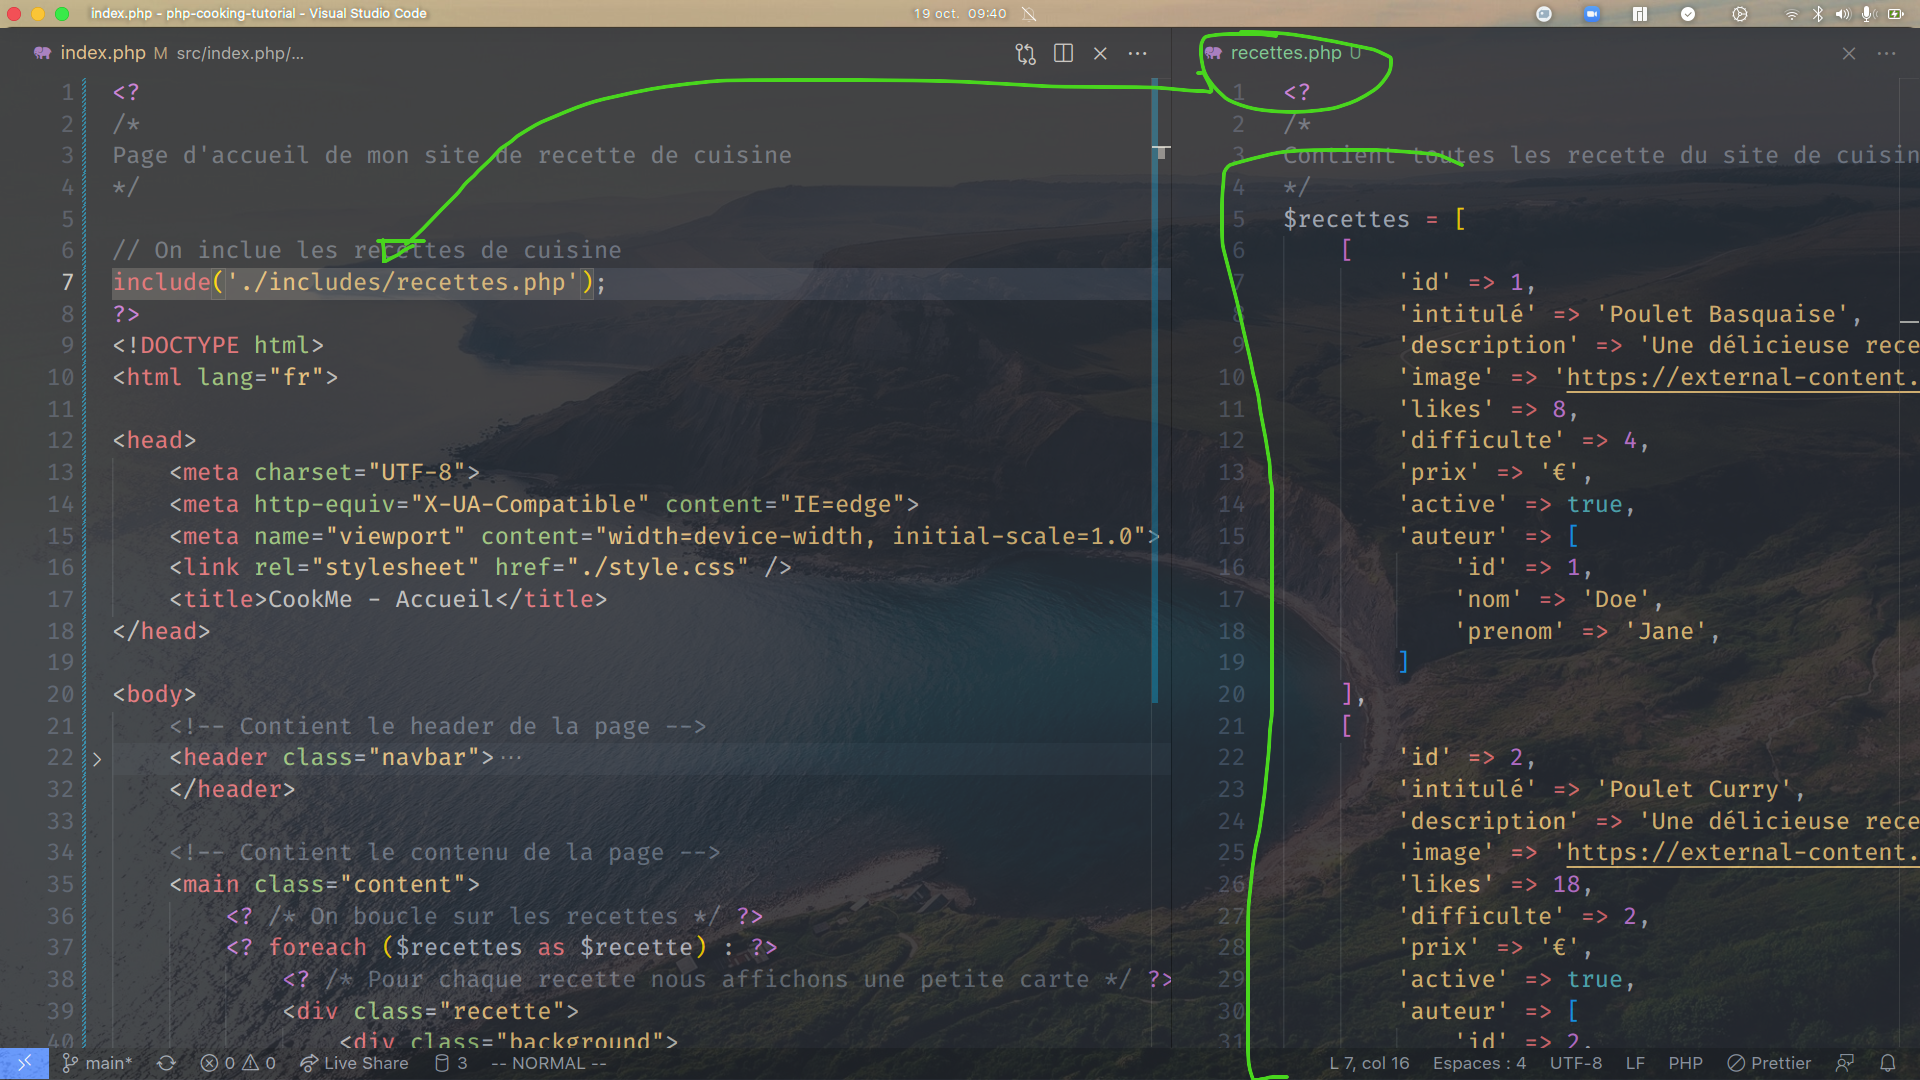 index.php - php-cooking-tutorial - Visual Studio Code
19 oct. 09:40
index.php M src/index.php/...
1 <?
2 /*
3 Page d'accueil de mon site de recette de cuisine
4 */
5
6 // On inclue les recettes de cuisine
7 include('./includes/recettes.php');
8 ?>
9 <!DOCTYPE html>
10 <html lang="fr">
11
12 <head>
13 <meta charset="UTF-8">
14 <meta http-equiv="X-UA-Compatible" content="IE=edge">
15 <meta name="viewport" content="width=device-width, initial-scale=1.0">
16 <link rel="stylesheet" href="./style.css" />
17 <title>CookMe - Accueil</title>
18 </head>
19
20 <body>
21 <!-- Contient le header de la page -->
22 <header class="navbar">...
32 </header>
33
34 <!-- Contient le contenu de la page -->
35 <main class="content">
36 <? /* On boucle sur les recettes */ ?>
37 <? foreach ($recettes as $recette) : ?>
38 <? /* Pour chaque recette nous affichons une petite carte */ ?>
39 <div class="recette">
40 <div class="background">
recettes.php U
1 <?
2 /*
3 Contient toutes les recette du site de cuisin
4 */
5 $recettes = [
6 [
7 'id' => 1,
8 'intitulé' => 'Poulet Basquaise',
9 'description' => 'Une délicieuse rece
10 'image' => 'https://external-content.
11 'likes' => 8,
12 'difficulte' => 4,
13 'prix' => '€',
14 'active' => true,
15 'auteur' => [
16 'id' => 1,
17 'nom' => 'Doe',
18 'prenom' => 'Jane',
19 ]
20 ],
21 [
22 'id' => 2,
23 'intitulé' => 'Poulet Curry',
24 'description' => 'Une délicieuse rece
25 'image' => 'https://external-content.
26 'likes' => 18,
27 'difficulte' => 2,
28 'prix' => '€',
29 'active' => true,
30 'auteur' => [
31 'id' => 2,
main* 0 0 Live Share 3 -- NORMAL -- L 7, col 16 Espaces : 4 UTF-8 LF PHP Prettier